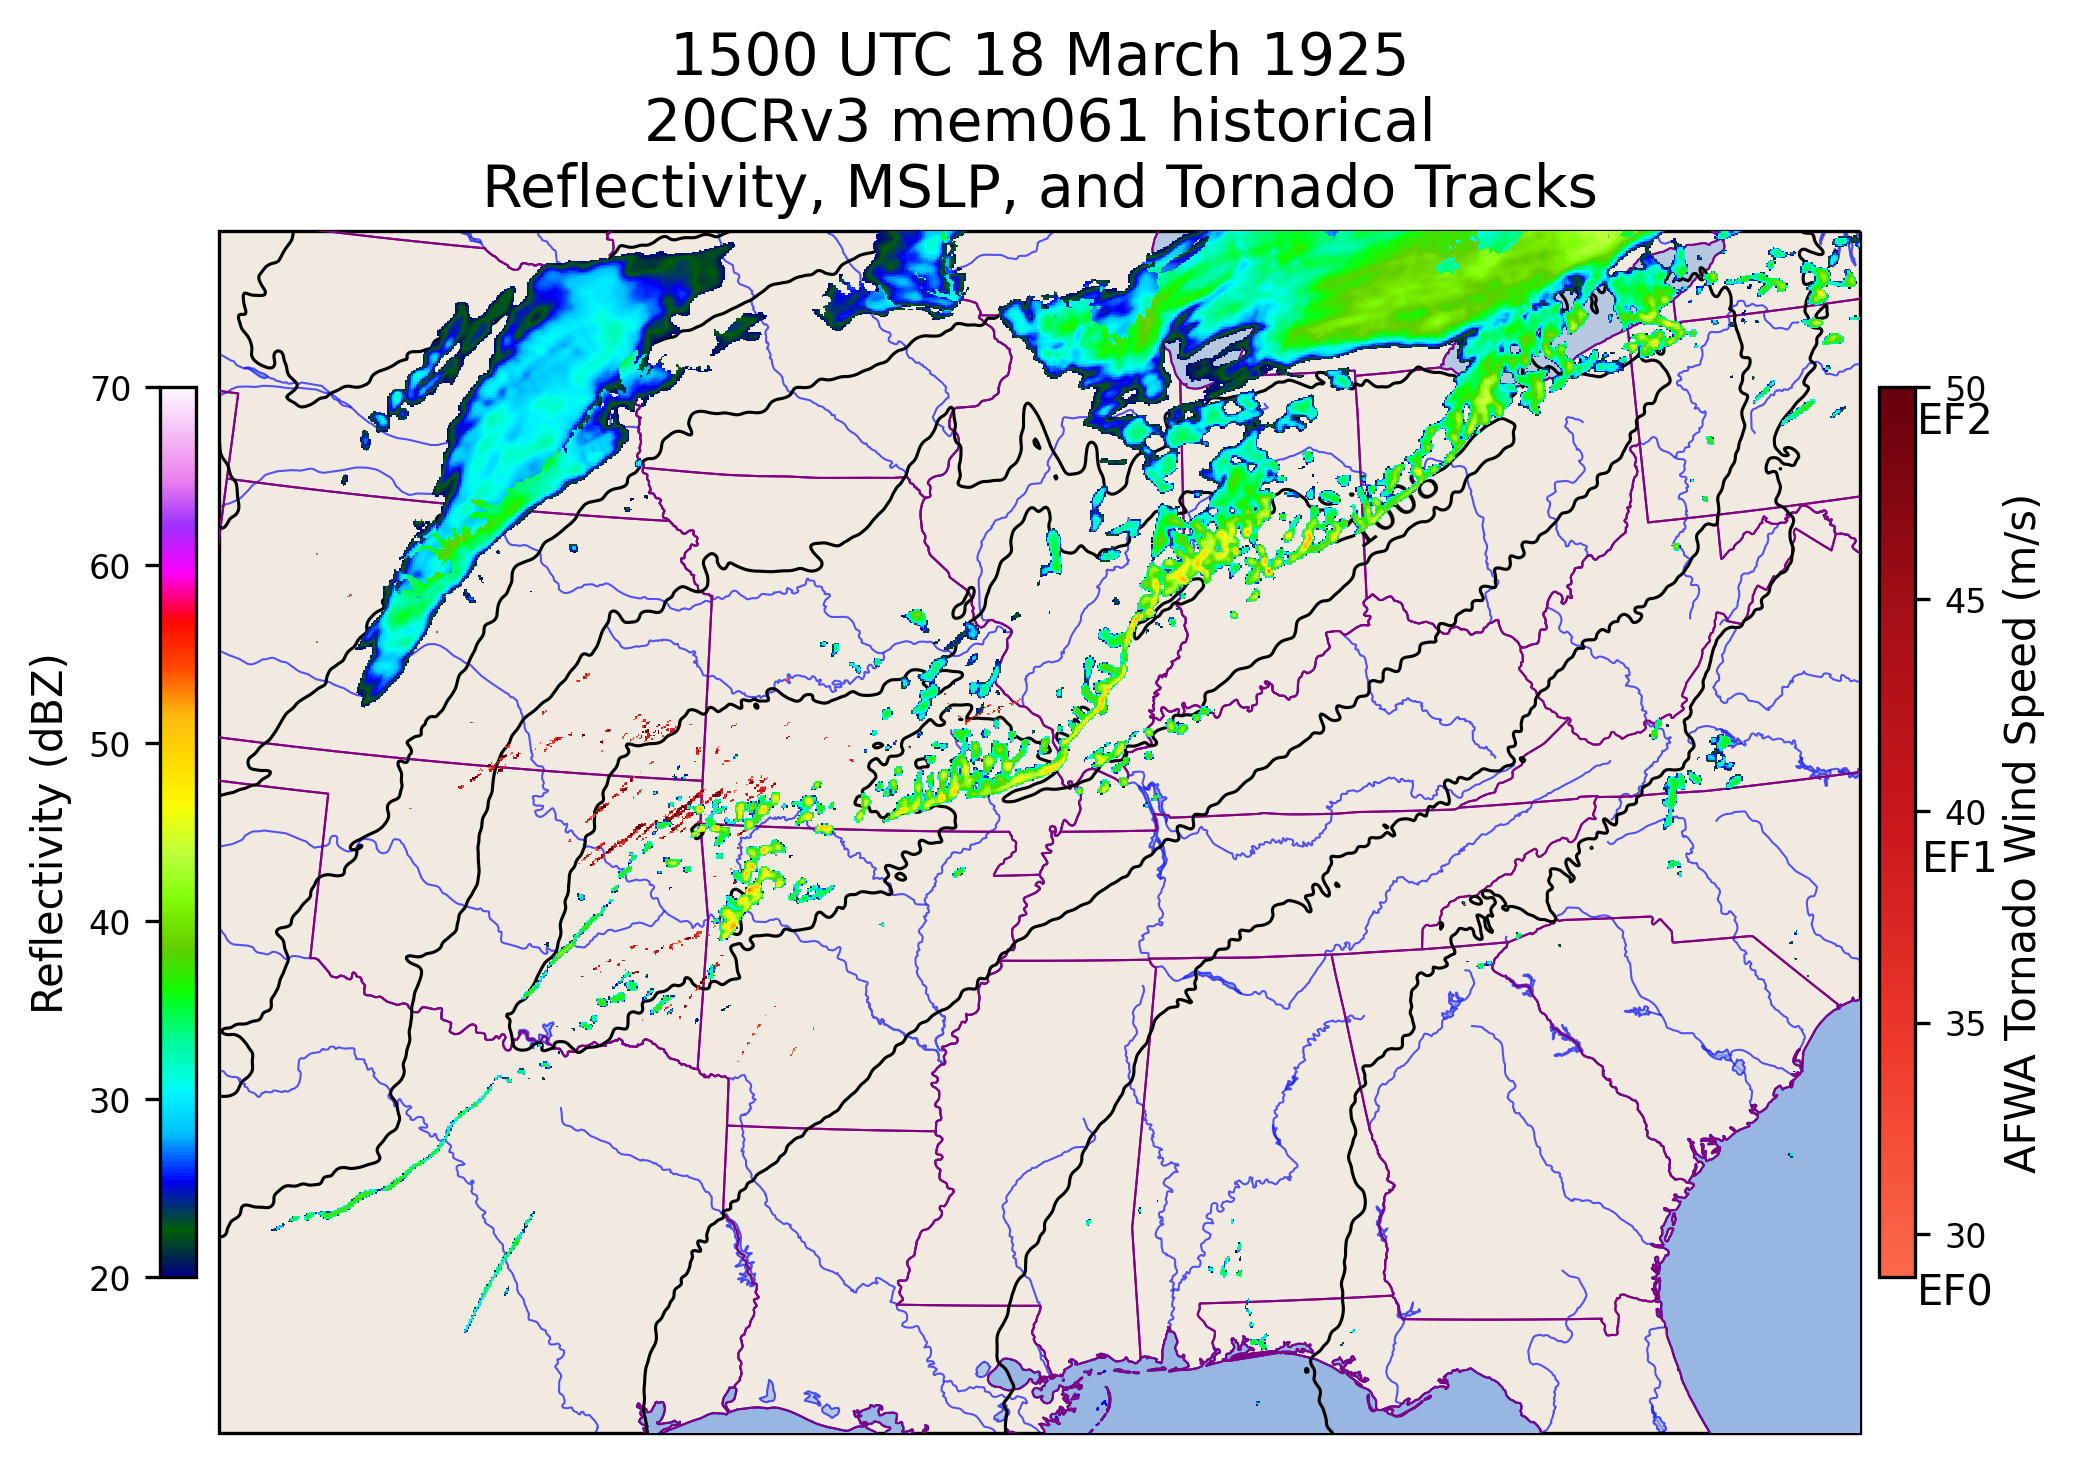 1500 UTC 18 March 1925
20CRv3 mem061 historical
Reflectivity, MSLP, and Tornado Tracks
Reflectivity (dBZ)
70
60
50
40
30
20
50
EF2
45
40
EF1
35
30
EF0
AFWA Tornado Wind Speed (m/s)